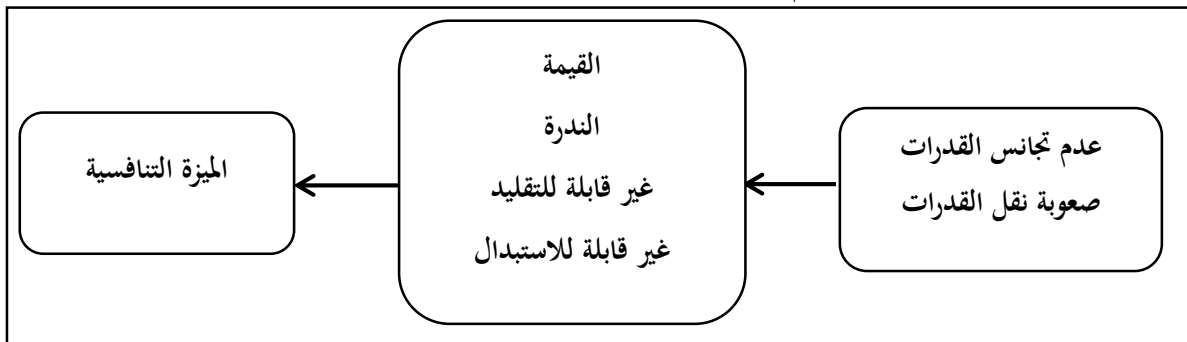 عدم تجانس القدرات
صعوبة نقل القدرات
القيمة
الندرة
غير قابلة للتقليد
غير قابلة للاستبدال
الميزة التنافسية